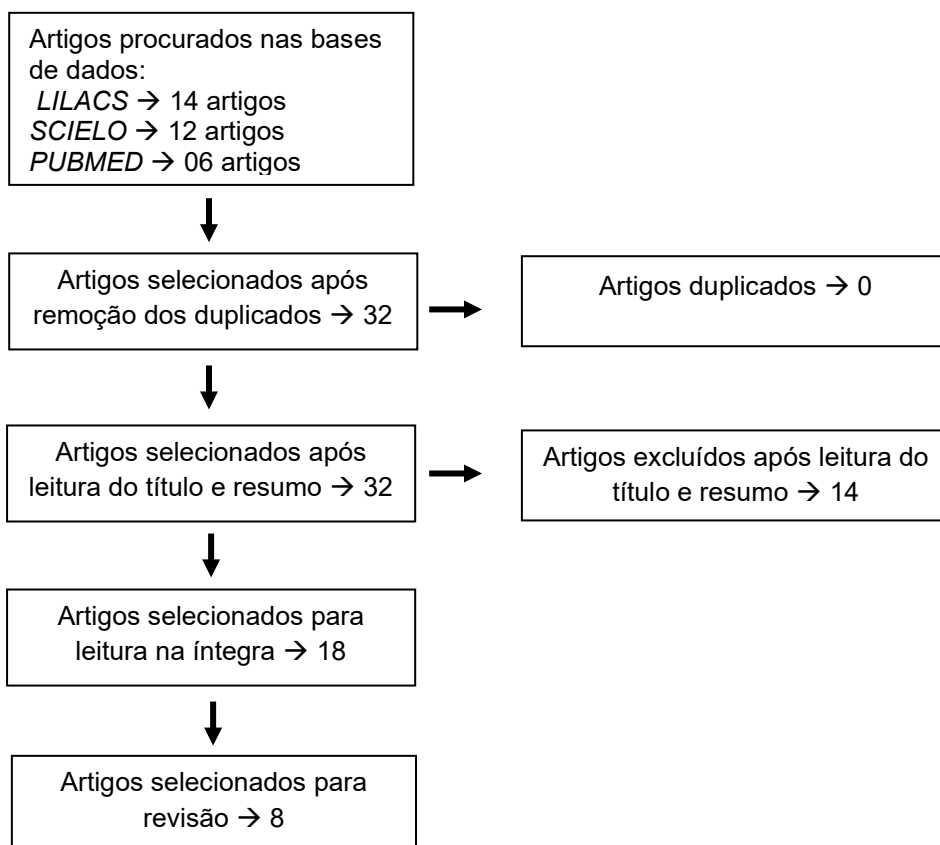 Artigos procurados nas bases
de dados:
LILACS → 14 artigos
SCIELO → 12 artigos
PUBMED → 06 artigos
Artigos selecionados após
remoção dos duplicados → 32
Artigos duplicados → 0
Artigos selecionados após
leitura do título e resumo → 32
Artigos excluídos após leitura do
título e resumo → 14
Artigos selecionados para
leitura na íntegra → 18
Artigos selecionados para
revisão → 8